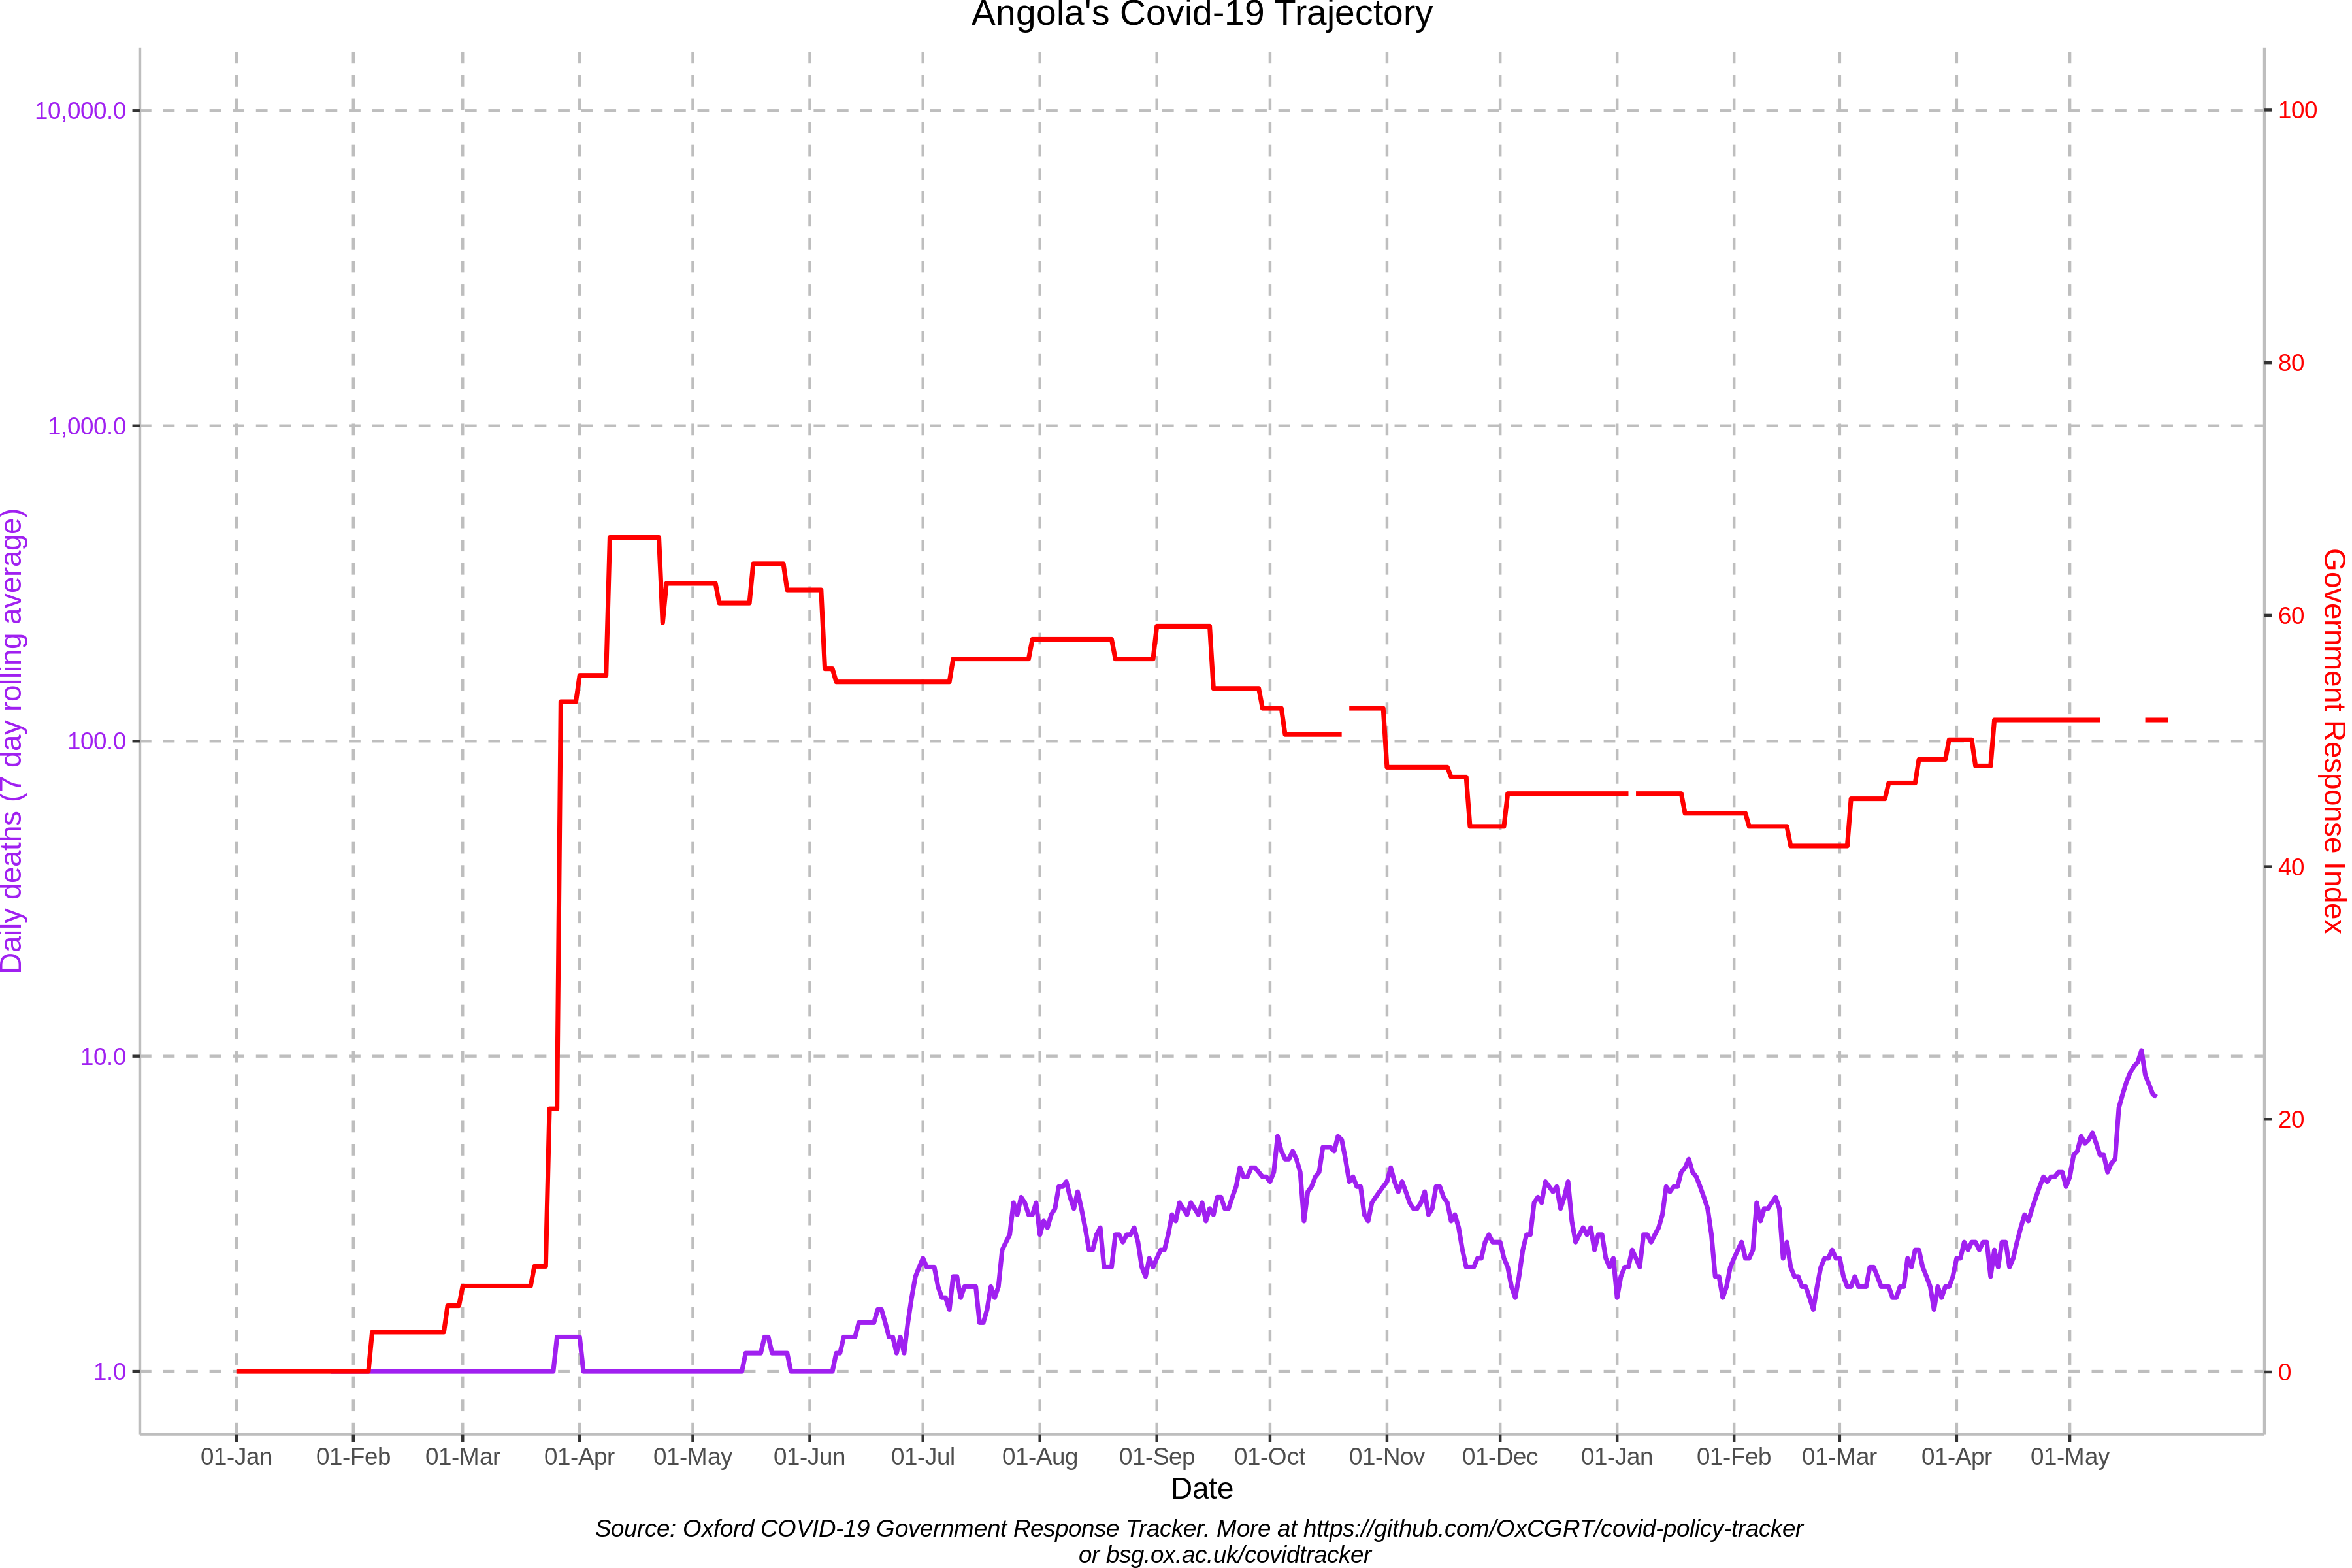 Angola's Covid-19 Trajectory
10,000.0
1,000.0
100.0
10.0
1.0
Daily deaths (7 day rolling average)
100
80
60
40
20
0
Government Response Index
01-Jan 01-Feb 01-Mar 01-Apr 01-May 01-Jun 01-Jul 01-Aug 01-Sep 01-Oct 01-Nov 01-Dec 01-Jan 01-Feb 01-Mar 01-Apr 01-May
Date
Source: Oxford COVID-19 Government Response Tracker. More at https://github.com/OxCGRT/covid-policy-tracker
or bsg.ox.ac.uk/covidtracker